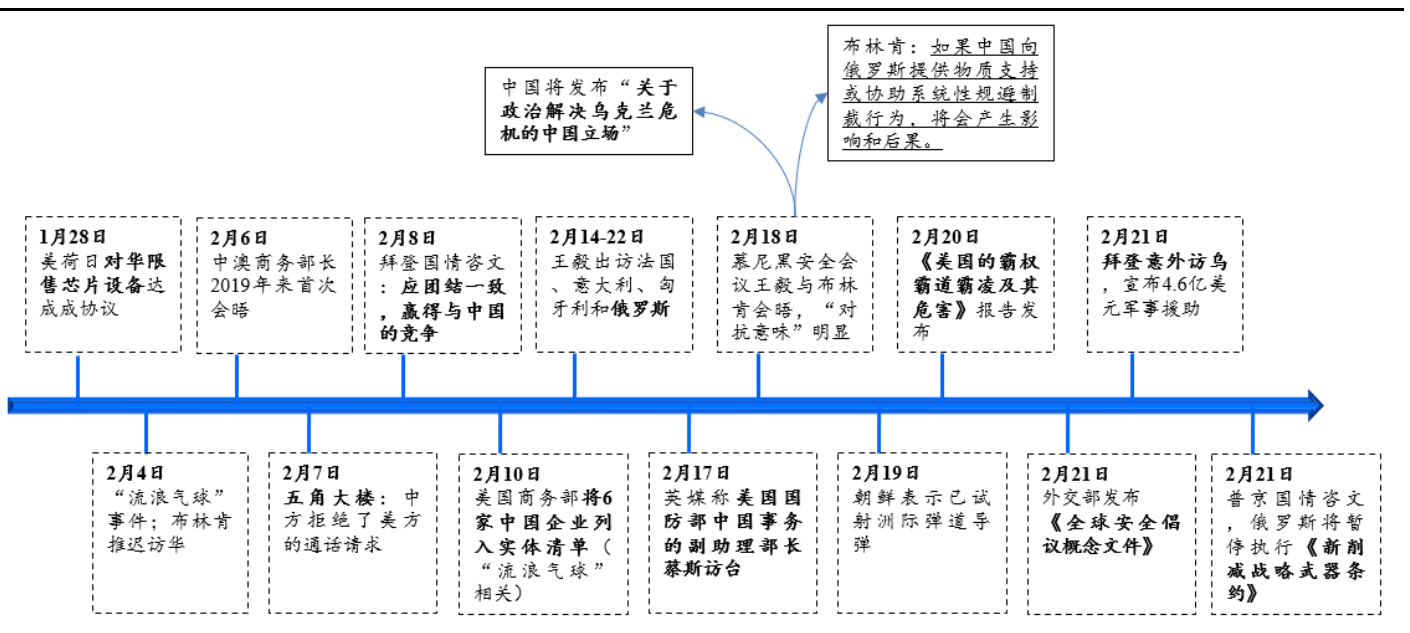 布林肯：如果中国向
俄罗斯提供物质支持
或协助系统性规避制
裁行为，将会产生影
响和后果。
中国将发布“关于
政治解决乌克兰危
机的中国立场”
1月28日
美荷日对华限
售芯片设备达
成成协议
2月6日
中澳商务部长
2019年来首次
会晤
2月8日
拜登国情咨文
：应团结一致
，赢得与中国
的竞争
2月14-22日
王毅出访法国
、意大利、匈
牙利和俄罗斯
2月18日
慕尼黑安全会
议王毅与布林
肯会晤，“对
抗意味”明显
2月20日
《美国的霸权
霸道霸凌及其
危害》报告发
布
2月21日
拜登意外访乌
，宣布4.6亿美
元军事援助
2月4日
“流浪气球”
事件；布林肯
推迟访华
2月7日
五角大楼：中
方拒绝了美方
的通话请求
2月10日
美国商务部将6
家中国企业列
入实体清单（
“流浪气球”
相关）
2月17日
英媒称美国国
防部中国事务
的副助理部长
蔡斯访台
2月19日
朝鲜表示已试
射洲际弹道导
弹
2月21日
外交部发布
《全球安全倡
议概念文件》
2月21日
普京国情咨文
，俄罗斯将暂
停执行《新削
减战略武器条
约》